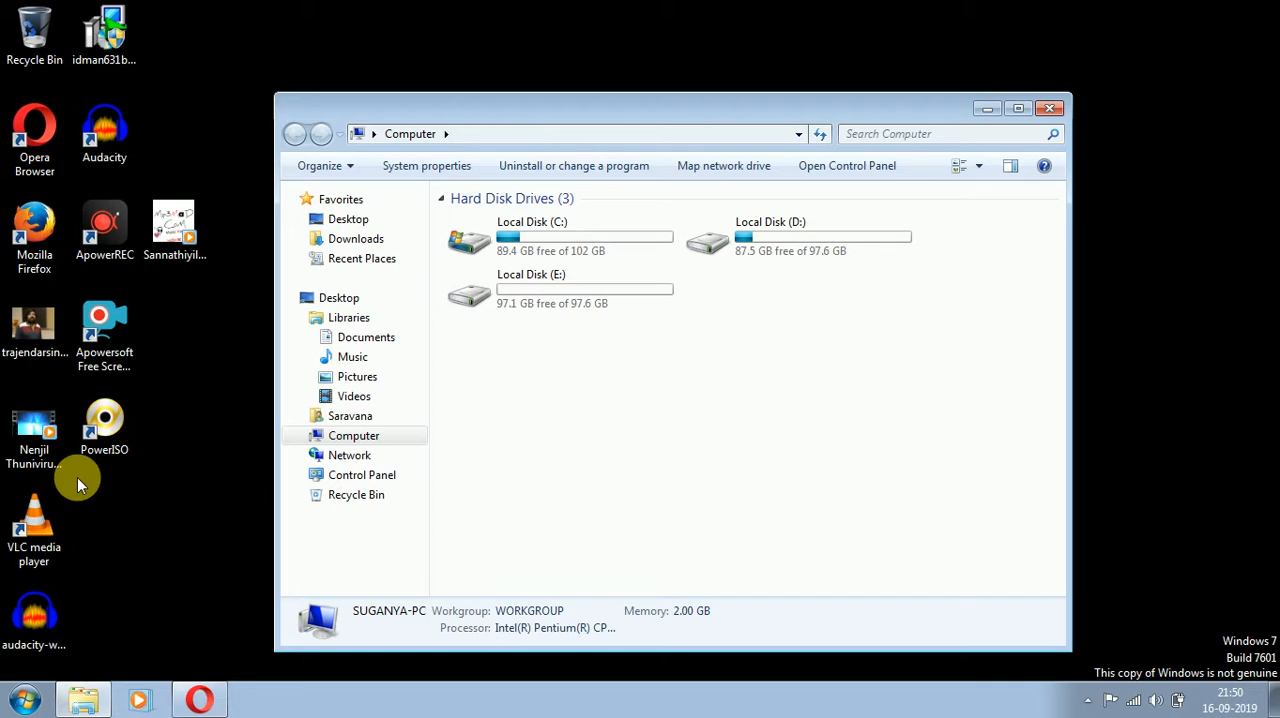 Recycle Bin
idman631b...
Opera
Browser
Audacity
Mozilla
Firefox
ApowerREC
Sannathiyil...
trajendarsin...
Apowersoft
Free Scre...
Nenjil
Thuniviru...
PowerISO
VLC media
player
audacity-w...
Computer
Search Computer
Organize
System properties
Uninstall or change a program
Map network drive
Open Control Panel
Favorites
Desktop
Downloads
Recent Places
Desktop
Libraries
Documents
Music
Pictures
Videos
Saravana
Computer
Network
Control Panel
Recycle Bin
Hard Disk Drives (3)
Local Disk (C:)
89.4 GB free of 102 GB
Local Disk (D:)
87.5 GB free of 97.6 GB
Local Disk (E:)
97.1 GB free of 97.6 GB
SUGANYA-PC Workgroup: WORKGROUP Memory: 2.00 GB
Processor: Intel(R) Pentium(R) CP...
Windows 7
Build 7601
This copy of Windows is not genuine
21:50
16-09-2019